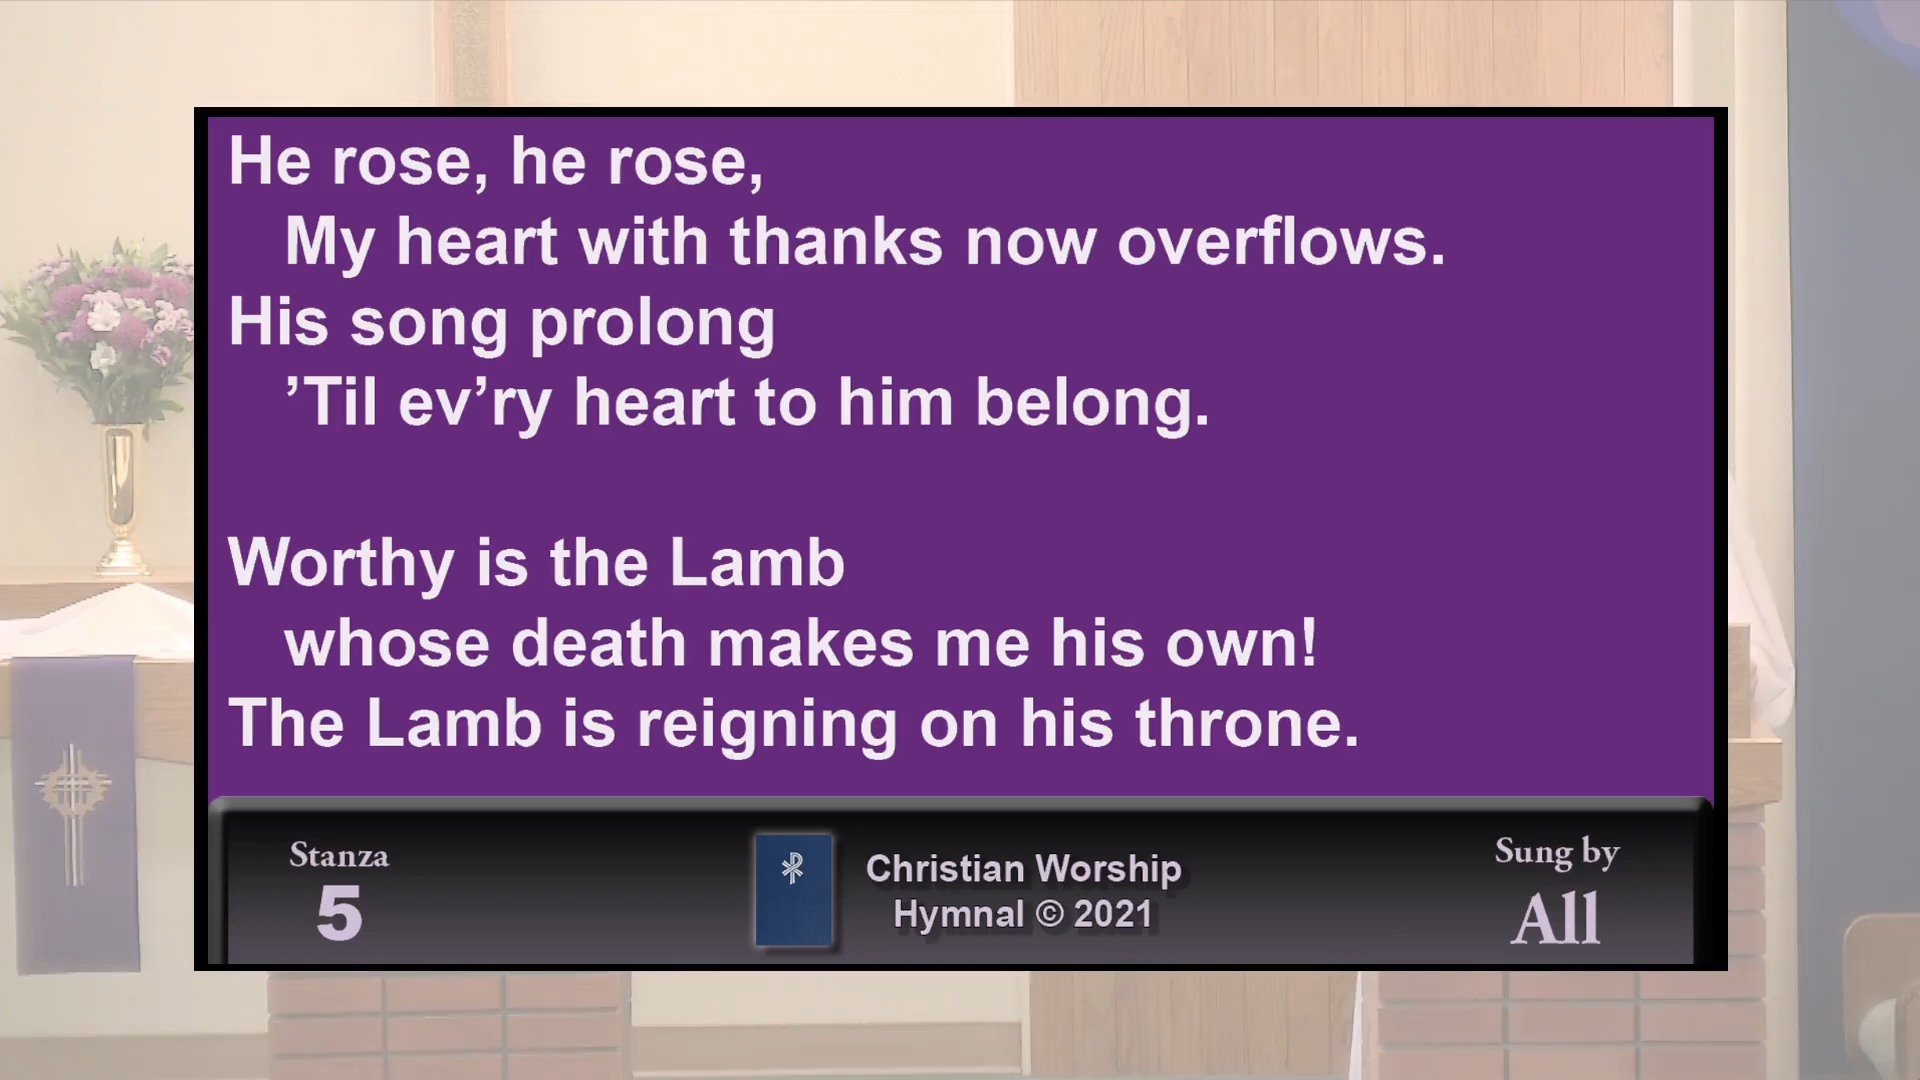 He rose, he rose,
My heart with thanks now overflows.
His song prolong
’Til ev’ry heart to him belong.
Worthy is the Lamb
whose death makes me his own!
The Lamb is reigning on his throne.
Stanza
5
Christian Worship
Hymnal © 2021
Sung by
All